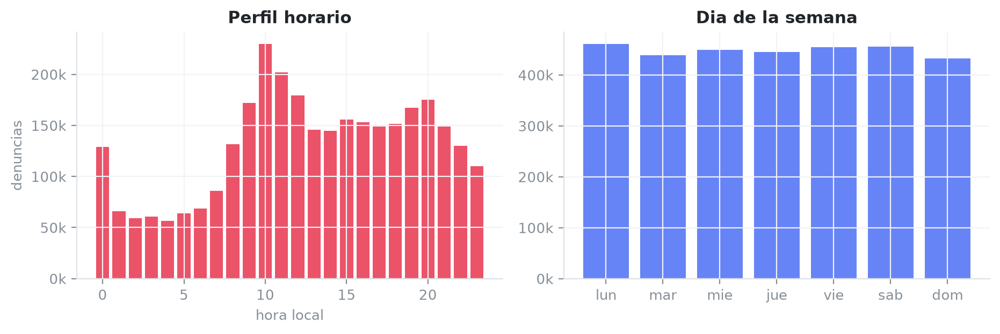 Perfil horario
denuncias
200k
150k
100k
50k
0k
0 5 10 15 20
hora local
Dia de la semana
400k
300k
200k
100k
0k
lun mar mie jue vie sab dom